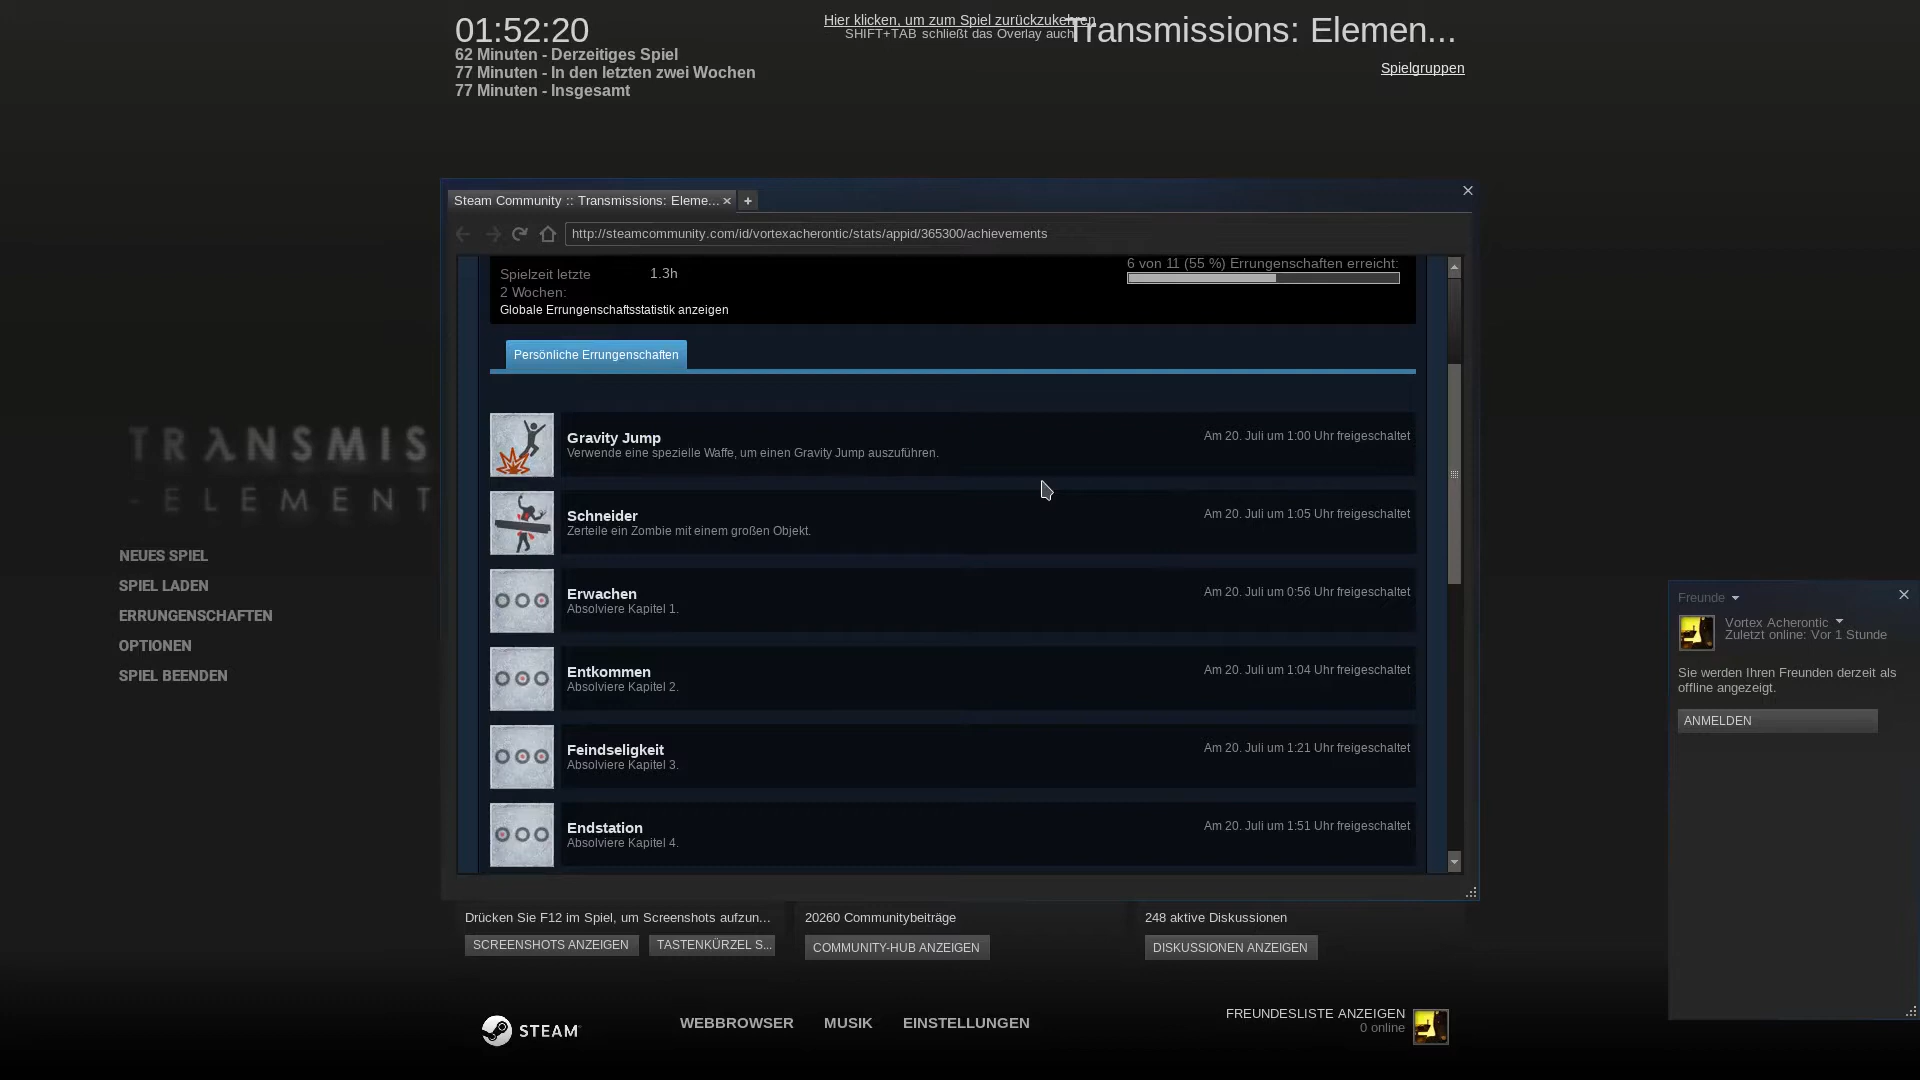 01:52:20
62 Minuten - Derzeitiges Spiel
77 Minuten - In den letzten zwei Wochen
77 Minuten - Insgesamt
Hier klicken, um zum Spiel zurückzukehren
SHIFT+TAB schließt das Overlay auch.
Transmissions: Elemen...
Spielgruppen
Steam Community :: Transmissions: Eleme...
http://steamcommunity.com/id/vortexacherontic/stats/appid/365300/achievements
Spielzeit letzte 2 Wochen: 1.3h
Globale Errungenschaftsstatistik anzeigen
6 von 11 (55 %) Errungenschaften erreicht:
Persönliche Errungenschaften
Gravity Jump
Verwende eine spezielle Waffe, um einen Gravity Jump auszuführen.
Am 20. Juli um 1:00 Uhr freigeschaltet
Schneider
Zerteile ein Zombie mit einem großen Objekt.
Am 20. Juli um 1:05 Uhr freigeschaltet
Erwachen
Absolviere Kapitel 1.
Am 20. Juli um 0:56 Uhr freigeschaltet
Entkommen
Absolviere Kapitel 2.
Am 20. Juli um 1:04 Uhr freigeschaltet
Feindseligkeit
Absolviere Kapitel 3.
Am 20. Juli um 1:21 Uhr freigeschaltet
Endstation
Absolviere Kapitel 4.
Am 20. Juli um 1:51 Uhr freigeschaltet
TRΛNSMIS
- ELEMENT
NEUES SPIEL
SPIEL LADEN
ERRUNGENSCHAFTEN
OPTIONEN
SPIEL BEENDEN
Freunde
Vortex Acherontic
Zuletzt online: Vor 1 Stunde
Sie werden Ihren Freunden derzeit als
offline angezeigt.
ANMELDEN
Drücken Sie F12 im Spiel, um Screenshots aufzun...
SCREENSHOTS ANZEIGEN
TASTENKÜRZEL S...
20260 Communitybeiträge
COMMUNITY-HUB ANZEIGEN
248 aktive Diskussionen
DISKUSSIONEN ANZEIGEN
STEAM
WEBBROWSER
MUSIK
EINSTELLUNGEN
FREUNDESLISTE ANZEIGEN
0 online